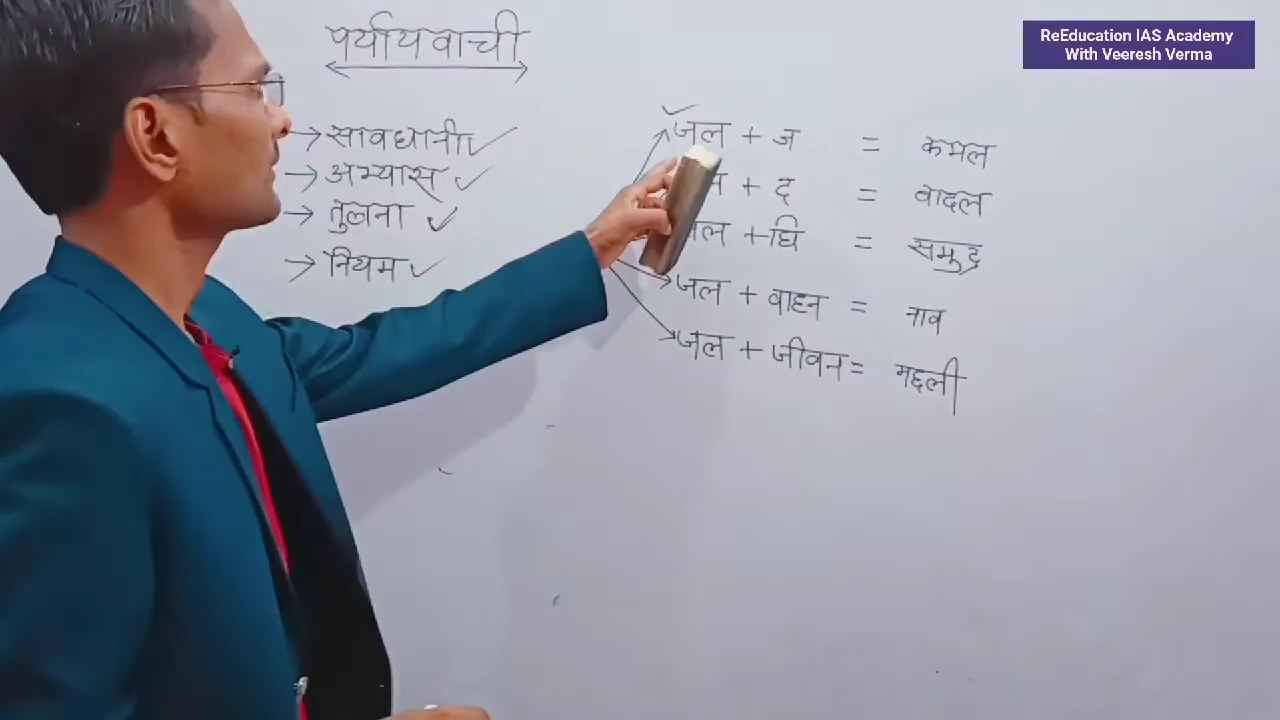 पर्यायवाची
ReEducation IAS Academy
With Veeresh Verma
→ सावधानी ✓
→ अभ्यास ✓
→ तुलना ✓
→ नियम ✓
✓ जल + ज = कमल
+ द = वादल
जल + धि = समुद्र
जल + वाहन = नाव
जल + जीवन = मछली